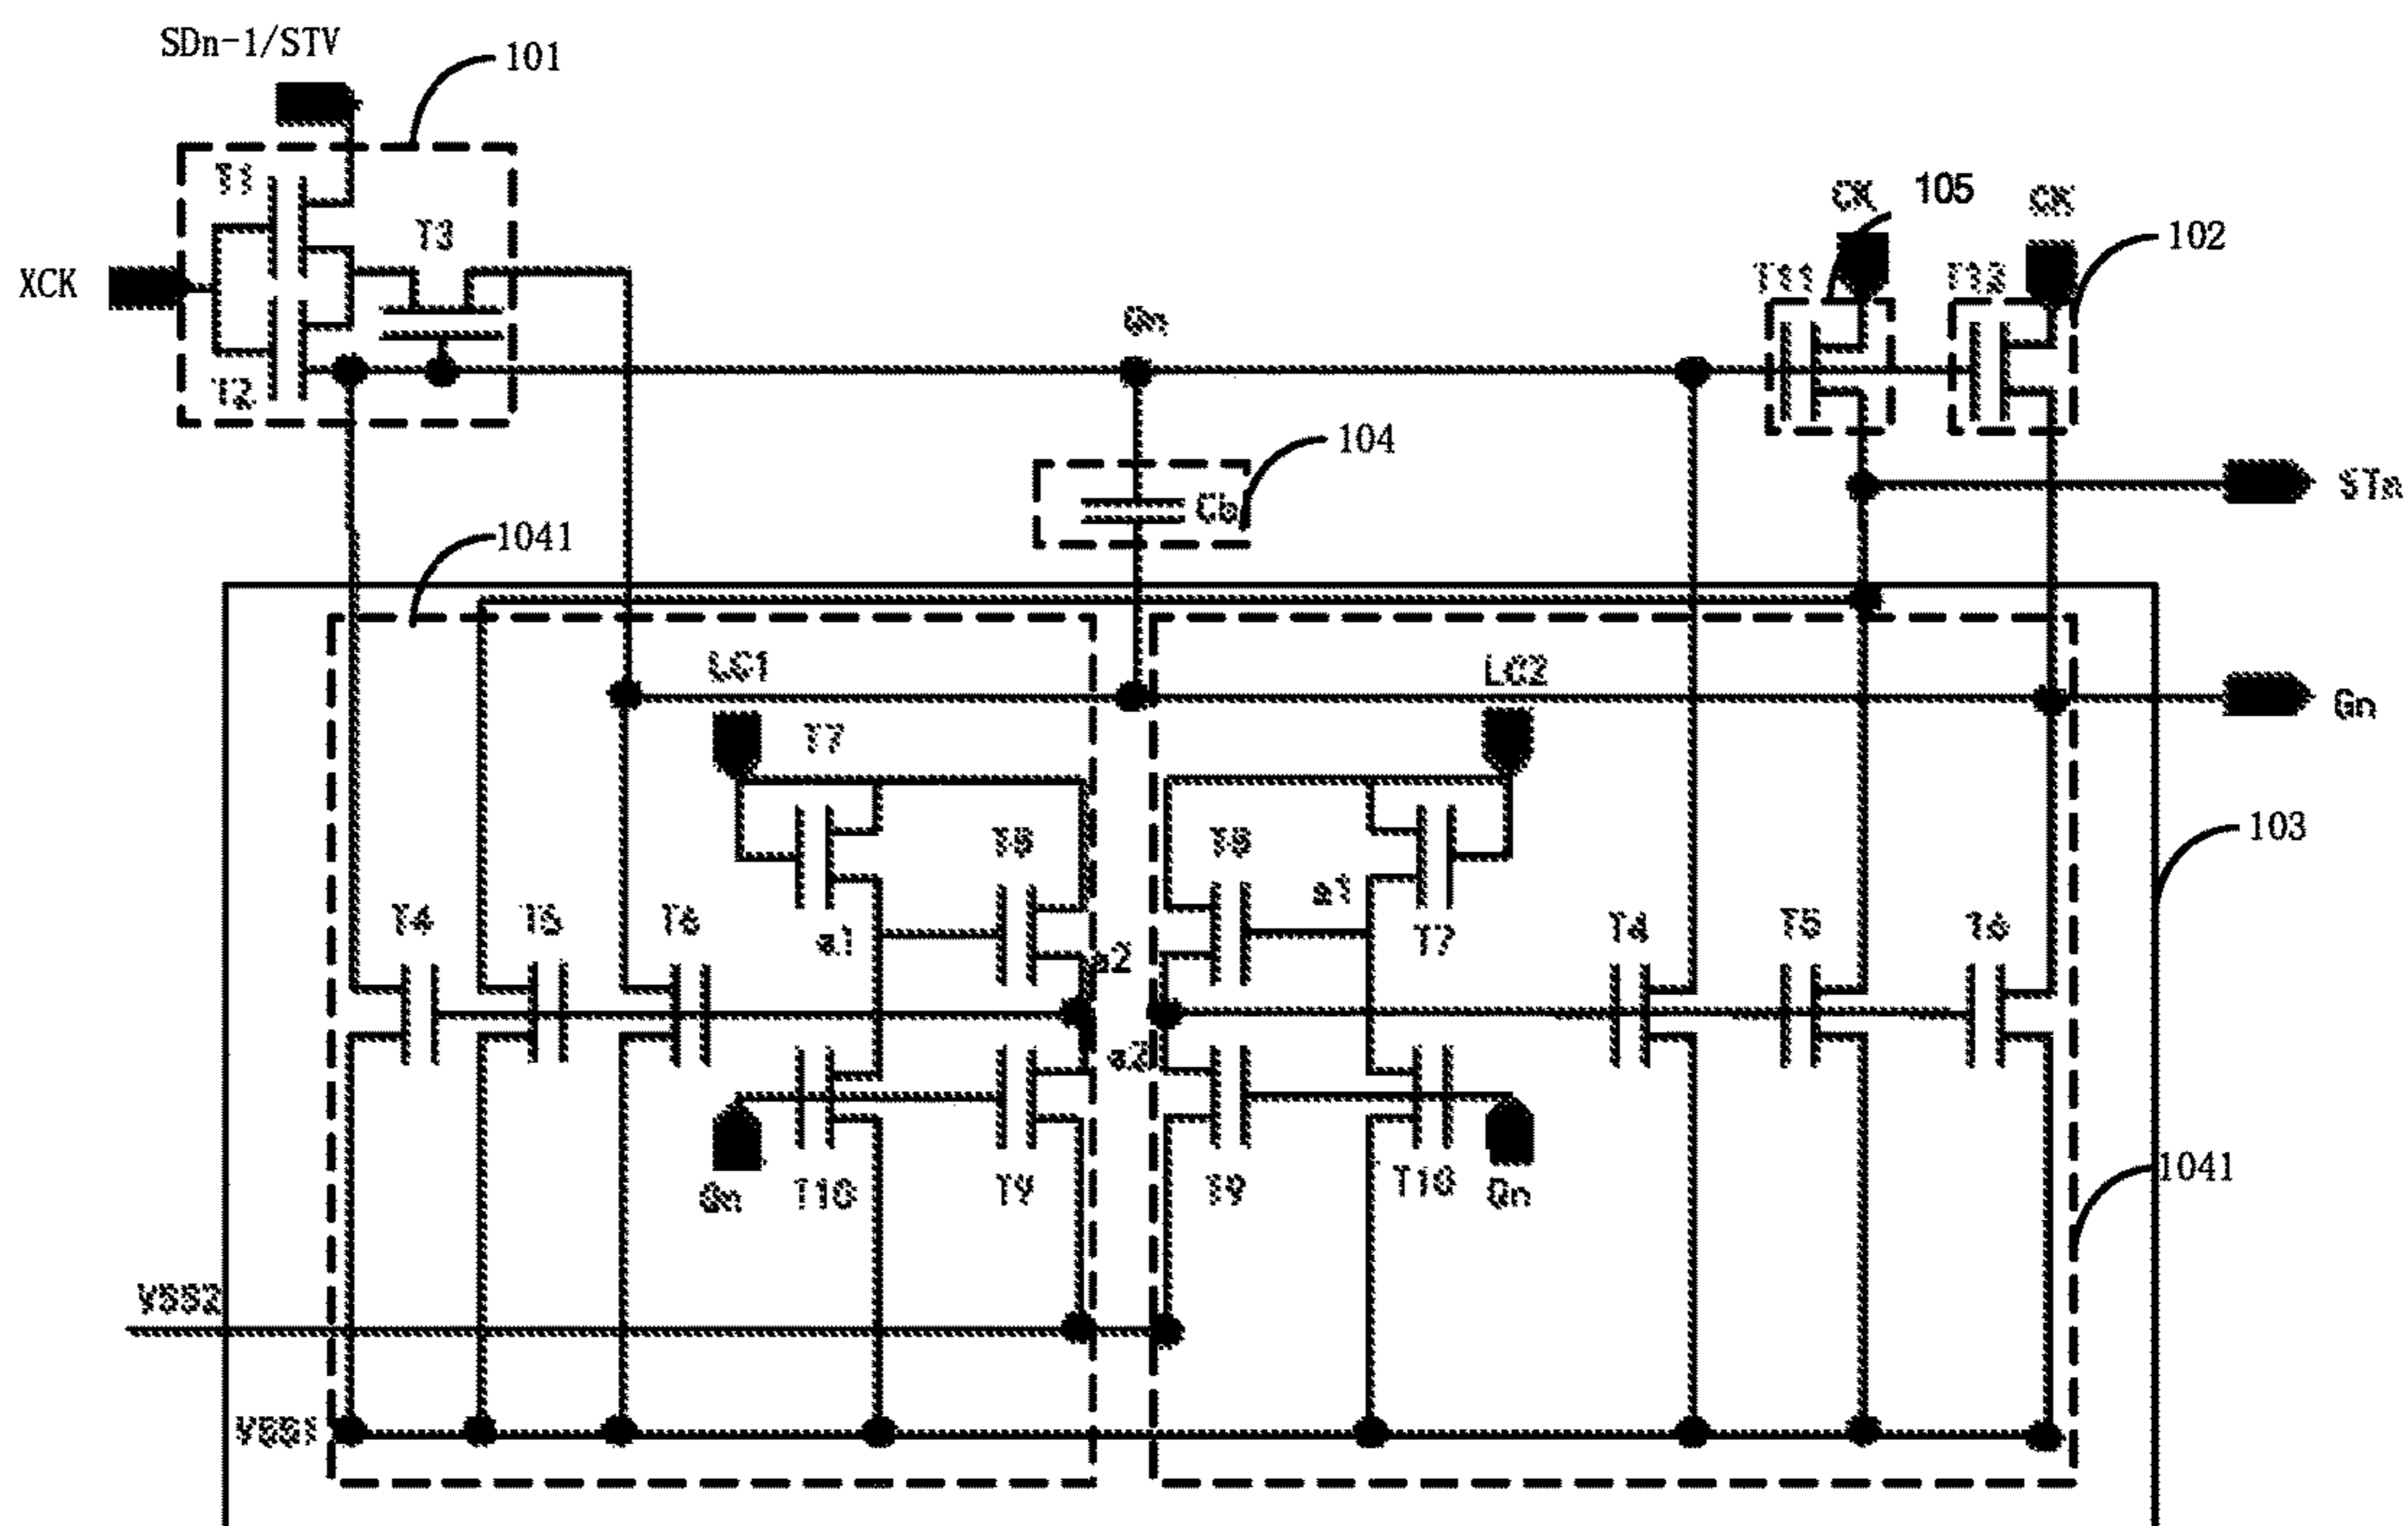 SDn-1/STV
101
T1
T3
XCK
T2
Qn
CK
105
CK
102
T11
T12
104
Cb
STn
1041
LC1
LC2
Gn
T7
T8
T8
a1
T7
103
T4
T5
T6
a1
a2
T4
T5
T6
a2
Qn
T10
T9
T9
T10
Qn
1041
VSS2
VSS1